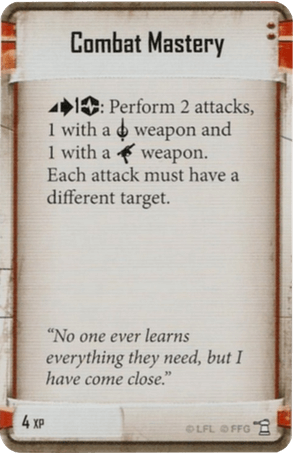 Combat Mastery
: Perform 2 attacks,
1 with a weapon and
1 with a weapon.
Each attack must have a
different target.
“No one ever learns
everything they need, but I
have come close.”
4 XP
© LFL © FFG